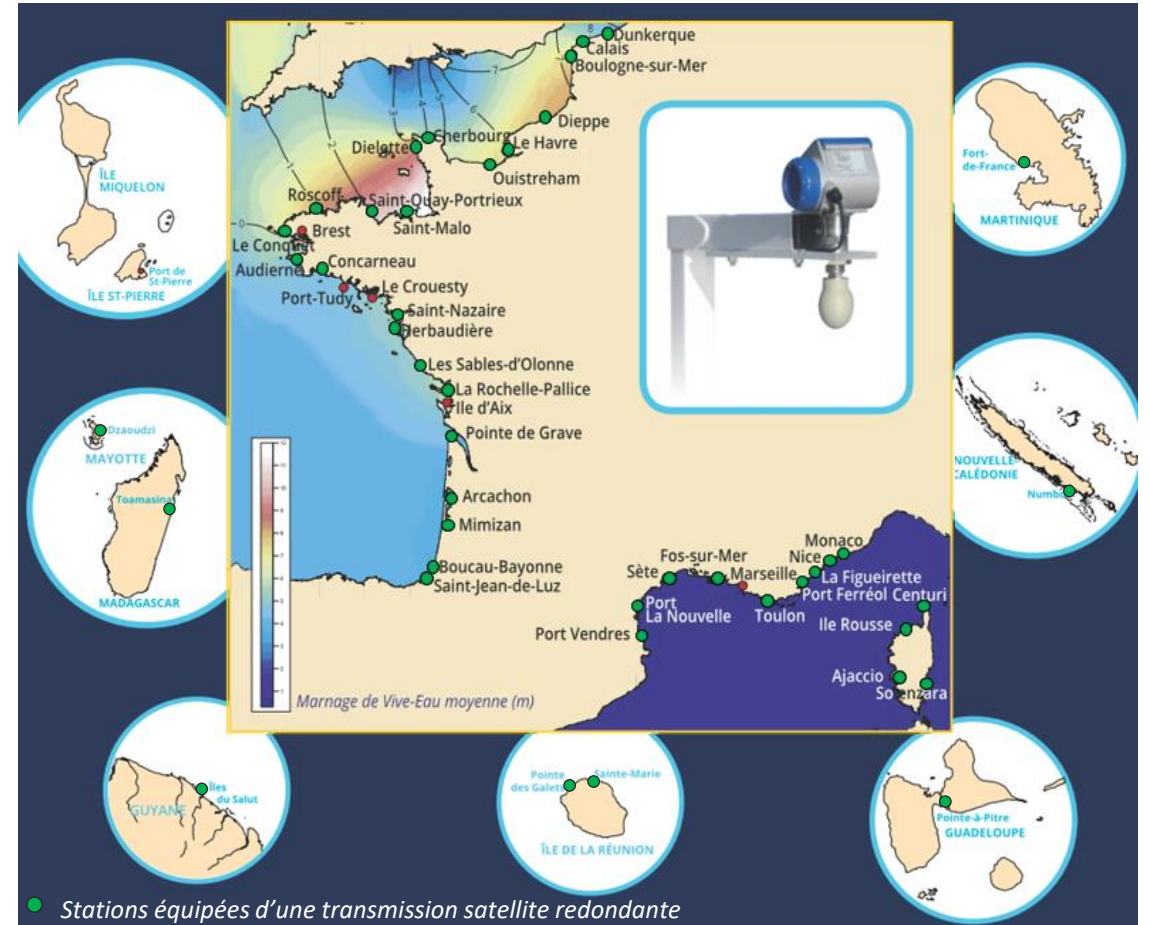 Dunkerque
Calais
Boulogne-sur-Mer
Dieppe
Cherbourg
Le Havre
Dielette
Ouistreham
Roscoff
Saint-Quay-Portrieux
Saint-Malo
Brest
Le Conquet
Audierne
Concarneau
Port-Tudy
Le Crouesty
Saint-Nazaire
Herbaudière
Les Sables-d'Olonne
La Rochelle-Pallice
Ile d'Aix
Pointe de Grave
Arcachon
Mimizan
Boucau-Bayonne
Saint-Jean-de-Luz
Monaco
Nice
Fos-sur-Mer
Sète
Marseille
La Figueirette
Port Ferréol
Centuri
Port
La Nouvelle
Toulon
Ile Rousse
Port Vendres
Ajaccio
Solenzara
Marnage de Vive-Eau moyenne (m)
ÎLE
MIQUELON
Port de
St-Pierre
ÎLE ST-PIERRE
Fort-
de-France
MARTINIQUE
Dzaoudzi
MAYOTTE
Toamasina
MADAGASCAR
NOUVELLE-
CALÉDONIE
Numbo
Îles
du Salut
GUYANE
Pointe
des Galets
Sainte-Marie
ÎLE DE LA RÉUNION
Pointe-à-Pitre
GUADELOUPE
Stations équipées d'une transmission satellite redondante